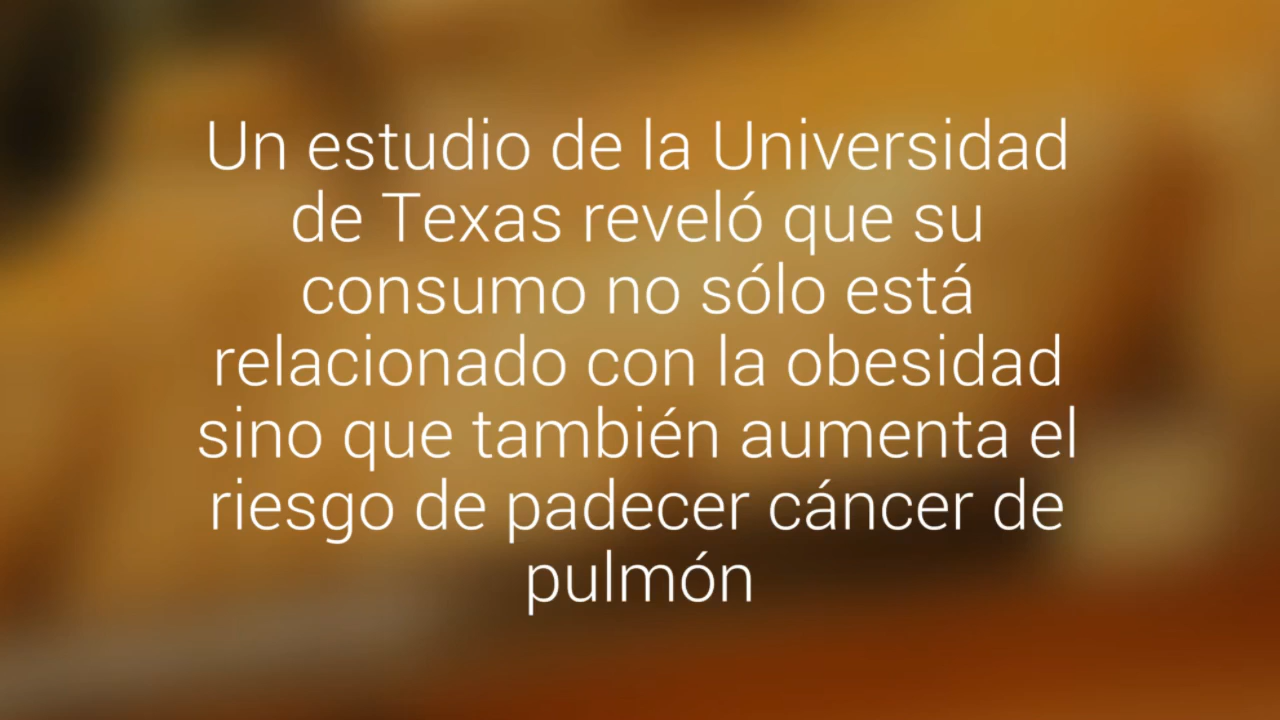 Un estudio de la Universidad
de Texas reveló que su
consumo no sólo está
relacionado con la obesidad
sino que también aumenta el
riesgo de padecer cáncer de
pulmón